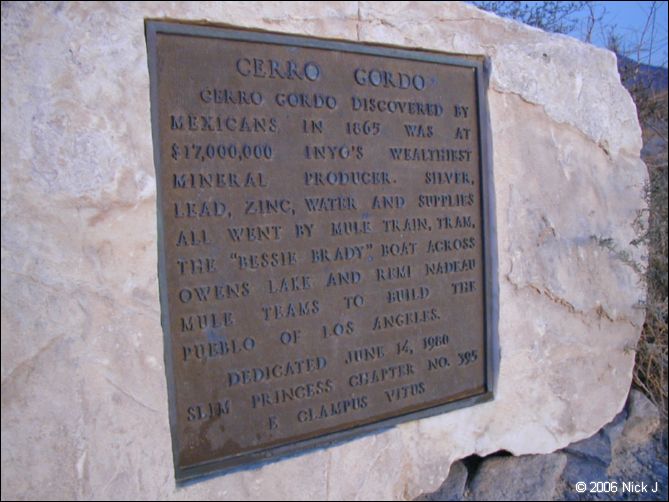 CERRO GORDO
CERRO GORDO DISCOVERED BY
MEXICANS IN 1865 WAS AT
$17,000,000 INYO'S WEALTHIEST
MINERAL PRODUCER. SILVER,
LEAD, ZINC, WATER AND SUPPLIES
ALL WENT BY MULE TRAIN, TRAM,
THE "BESSIE BRADY", BOAT ACROSS
OWENS LAKE AND REMI NADEAU
MULE TEAMS TO BUILD THE
PUEBLO OF LOS ANGELES.
DEDICATED JUNE 14, 1980
SLIM PRINCESS CHAPTER NO. 395
E CLAMPUS VITUS
© 2006 Nick J